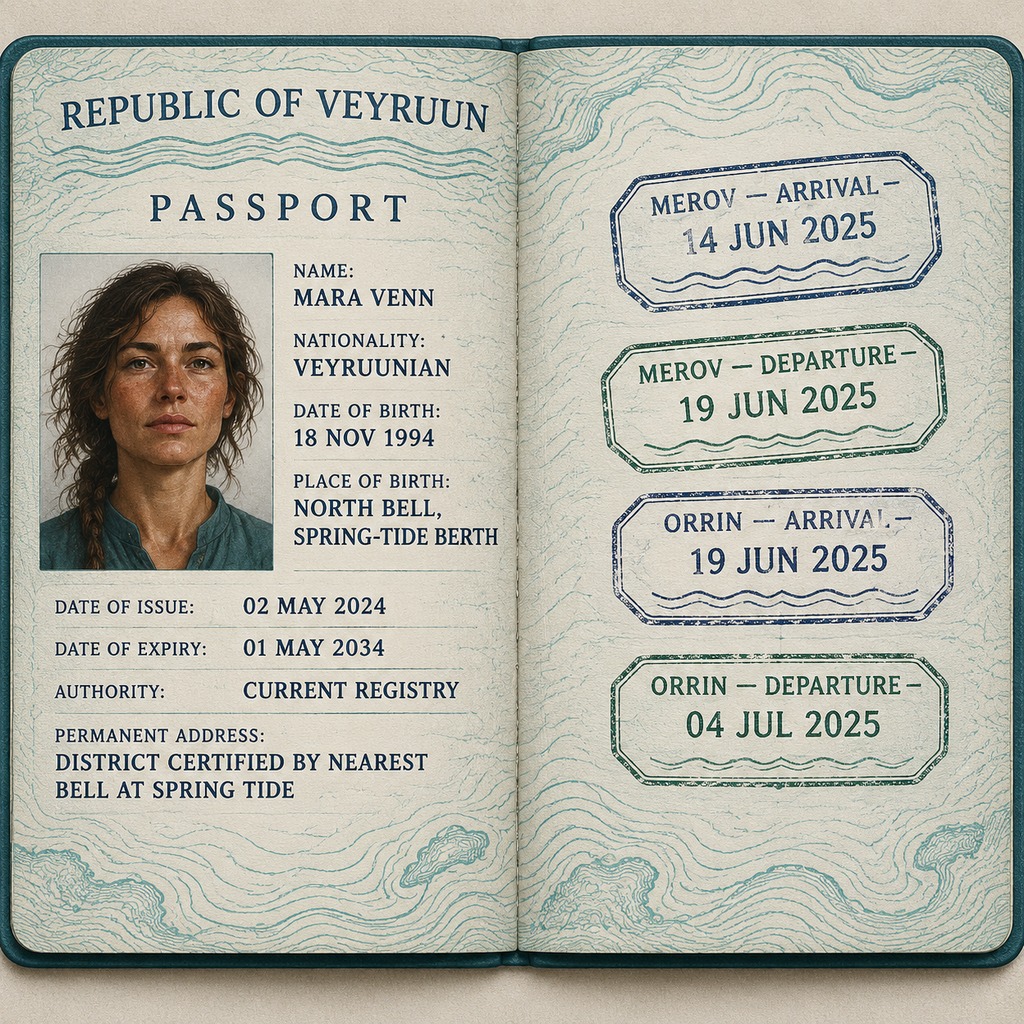 REPUBLIC OF VEYRUUN
PASSPORT
NAME:
MARA VENN
NATIONALITY:
VEYRUUNIAN
DATE OF BIRTH:
18 NOV 1994
PLACE OF BIRTH:
NORTH BELL,
SPRING-TIDE BERTH
DATE OF ISSUE: 02 MAY 2024
DATE OF EXPIRY: 01 MAY 2034
AUTHORITY: CURRENT REGISTRY
PERMANENT ADDRESS:
DISTRICT CERTIFIED BY NEAREST
BELL AT SPRING TIDE
MEROV — ARRIVAL —
14 JUN 2025
MEROV — DEPARTURE —
19 JUN 2025
ORRIN — ARRIVAL —
19 JUN 2025
ORRIN — DEPARTURE —
04 JUL 2025